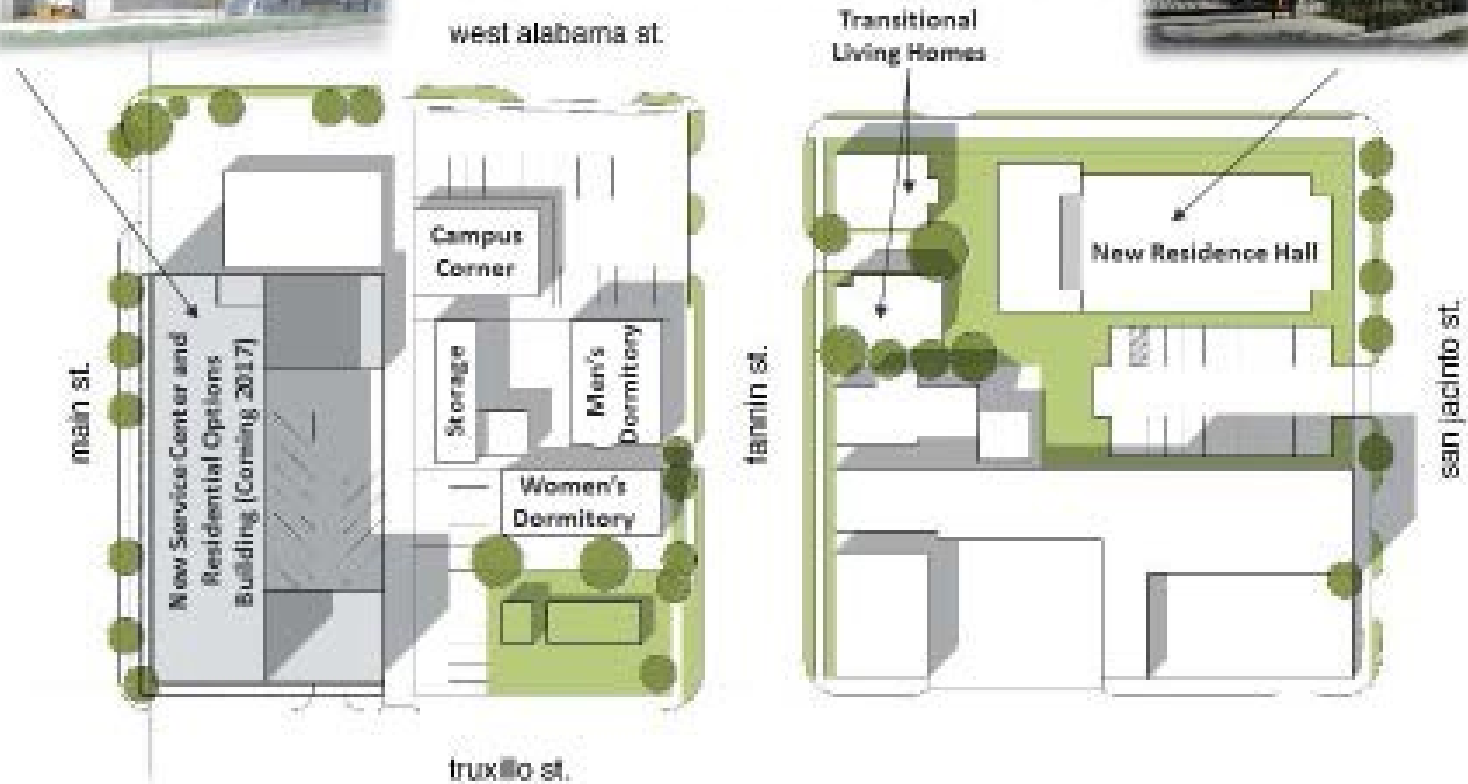 west alabama st.
Transitional
Living Homes
Campus
Corner
New Residence Hall
Storage
Men's
Dormitory
main st.
New Service Center and
Residential Options
Building (Coming 2017)
fannin st.
san jacinto st.
Women's
Dormitory
truxillo st.